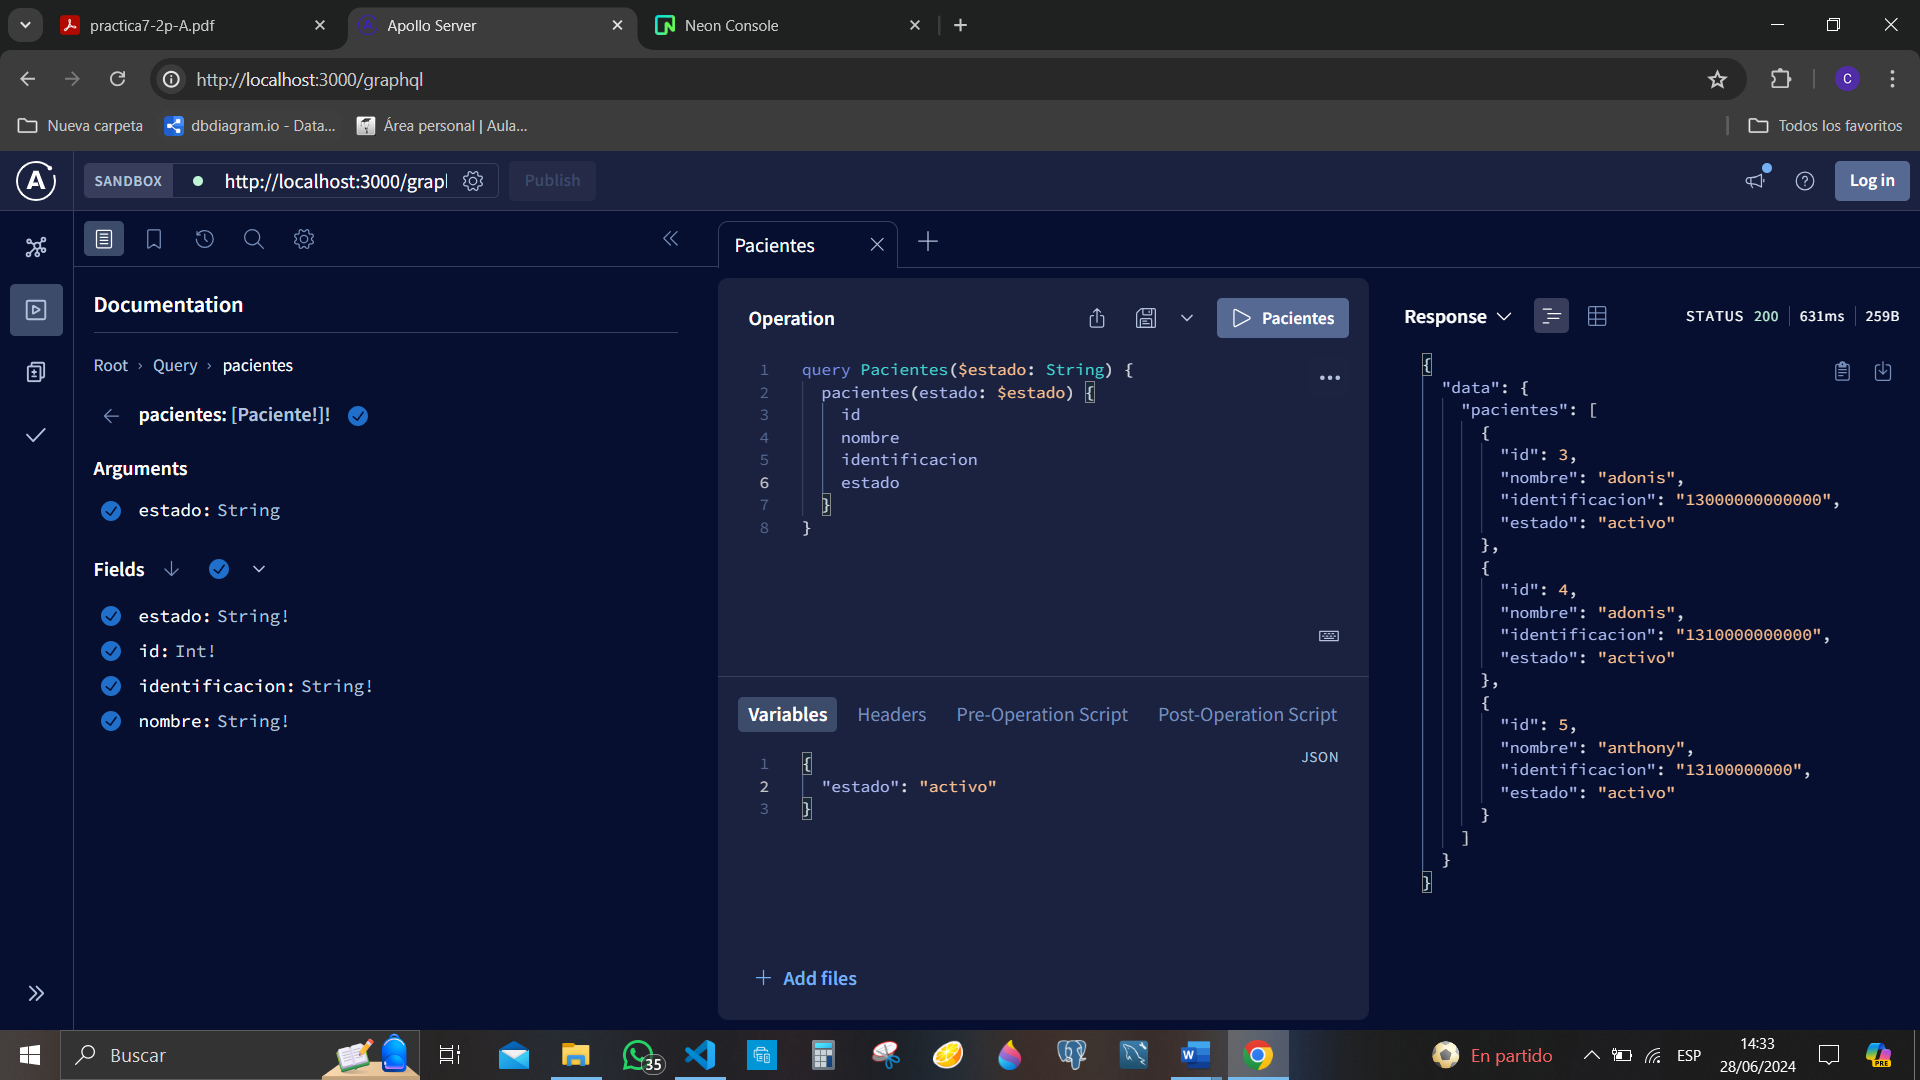 practica7-2p-A.pdf
Apollo Server
Neon Console
http://localhost:3000/graphql
C
Nueva carpeta
dbdiagram.io - Data...
Área personal | Aula...
Todos los favoritos
SANDBOX
http://localhost:3000/grapl
Publish
Log in
Pacientes
Documentation
Root › Query › pacientes
pacientes: [Paciente!]!
Arguments
estado: String
Fields
estado: String!
id: Int!
identificacion: String!
nombre: String!
Operation
Pacientes
1 query Pacientes($estado: String) {
2 pacientes(estado: $estado) {
3 id
4 nombre
5 identificacion
6 estado
7 }
8 }
Variables
Headers
Pre-Operation Script
Post-Operation Script
JSON
1 {
2 "estado": "activo"
3 }
+ Add files
Response
STATUS 200
631ms
259B
{
"data": {
"pacientes": [
{
"id": 3,
"nombre": "adonis",
"identificacion": "13000000000000",
"estado": "activo"
},
{
"id": 4,
"nombre": "adonis",
"identificacion": "1310000000000",
"estado": "activo"
},
{
"id": 5,
"nombre": "anthony",
"identificacion": "13100000000",
"estado": "activo"
}
]
}
}
Buscar
35
En partido
ESP
14:33
28/06/2024
PRE